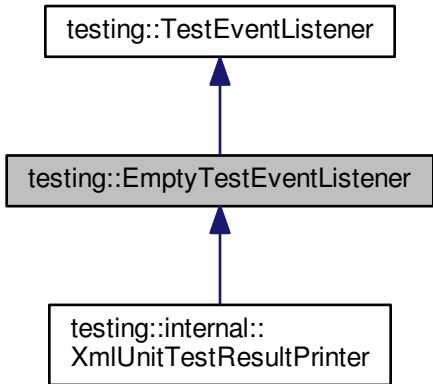 testing::TestEventListener
testing::EmptyTestEventListener
testing::internal::
XmlUnitTestResultPrinter